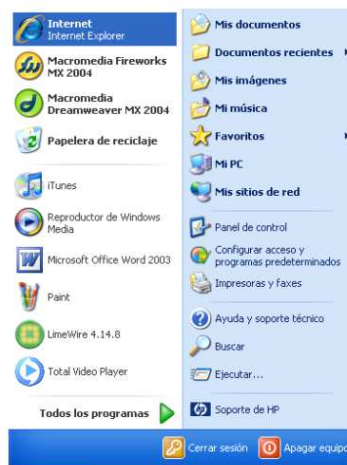 Internet
Internet Explorer
Macromedia Fireworks
MX 2004
Macromedia
Dreamweaver MX 2004
Papelera de reciclaje
iTunes
Reproductor de Windows
Media
Microsoft Office Word 2003
Paint
LimeWire 4.14.8
Total Video Player
Todos los programas
Mis documentos
Documentos recientes
Mis imágenes
Mi música
Favoritos
Mi PC
Mis sitios de red
Panel de control
Configurar acceso y
programas predeterminados
Impresoras y faxes
Ayuda y soporte técnico
Buscar
Ejecutar...
Soporte de HP
Cerrar sesión
Apagar equipo